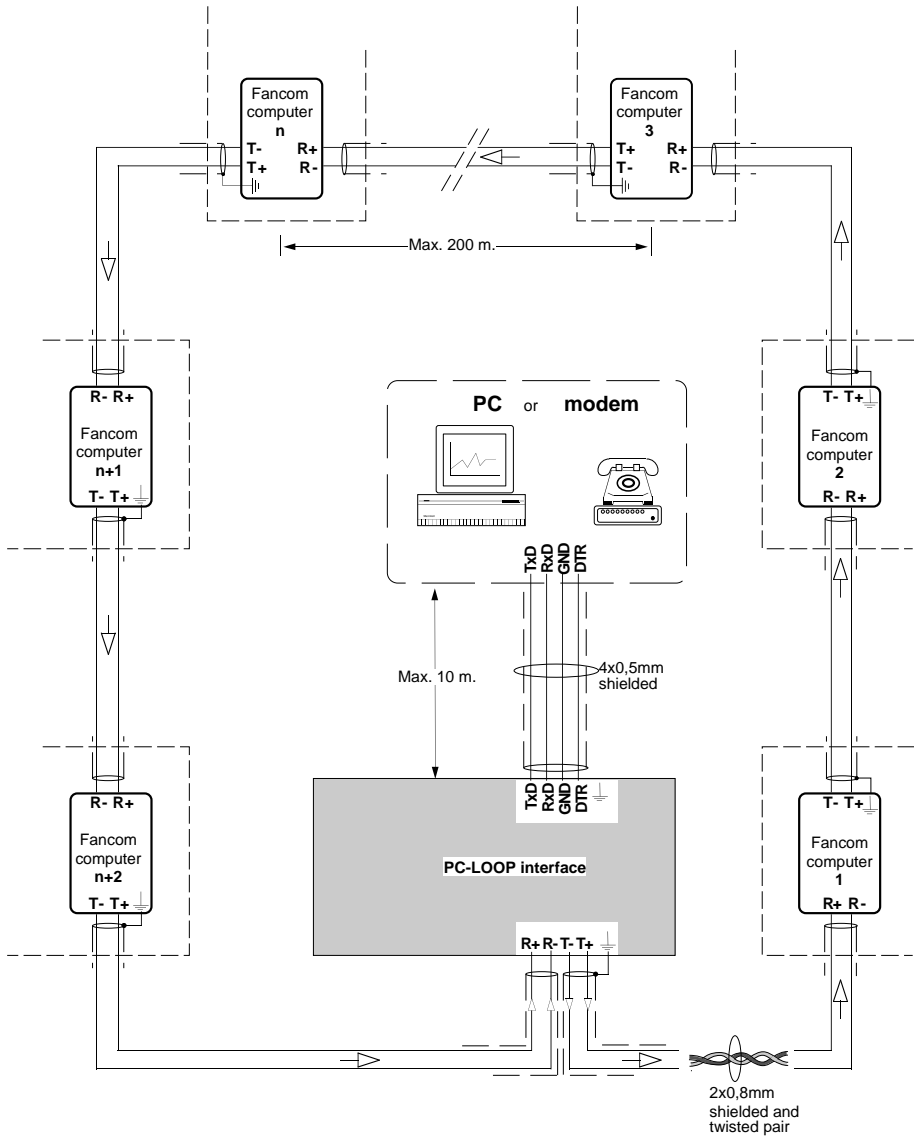 Fancom
computer
n
T- R+
T+ R-
Fancom
computer
3
T+ R+
T- R-
Max. 200 m.
R- R+
Fancom
computer
n+1
T- T+
PC or modem
TxD
RxD
GND
DTR
T- T+
Fancom
computer
2
R- R+
Max. 10 m.
4x0,5mm
shielded
R- R+
Fancom
computer
n+2
T- T+
TxD
RxD
GND
DTR
PC-LOOP interface
R+ R- T- T+
T- T+
Fancom
computer
1
R+ R-
2x0,8mm
shielded and
twisted pair